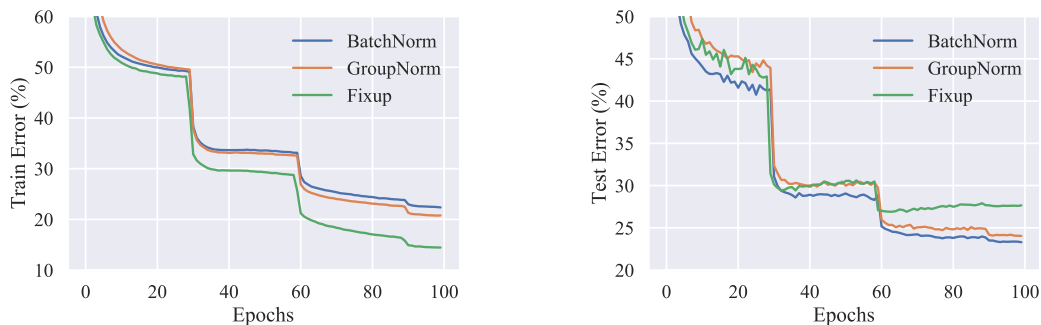 60
50
40
30
20
10
Train Error (%)
BatchNorm
GroupNorm
Fixup
0 20 40 60 80 100
Epochs
50
45
40
35
30
25
20
Test Error (%)
BatchNorm
GroupNorm
Fixup
0 20 40 60 80 100
Epochs